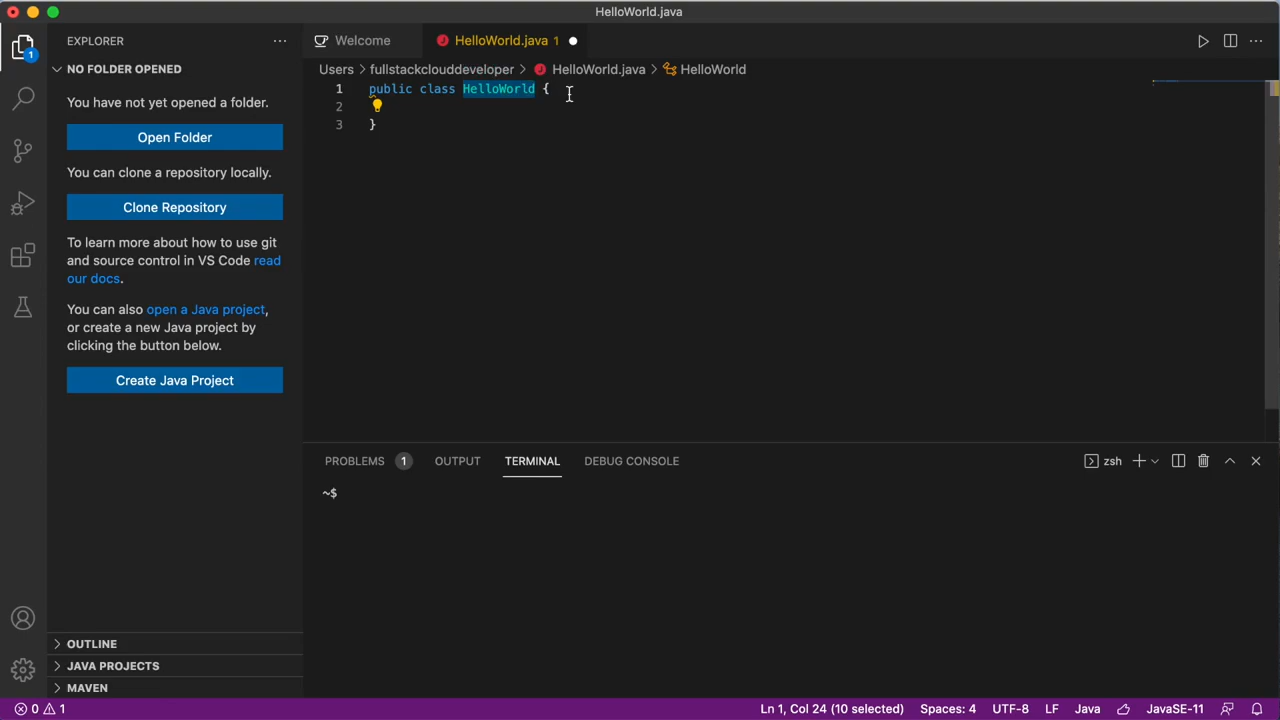 HelloWorld.java
EXPLORER
Welcome
HelloWorld.java 1
1
NO FOLDER OPENED
Users > fullstackclouddeveloper > HelloWorld.java > HelloWorld
1 public class HelloWorld {
2
3 }
You have not yet opened a folder.
Open Folder
You can clone a repository locally.
Clone Repository
To learn more about how to use git
and source control in VS Code read
our docs.
You can also open a Java project,
or create a new Java project by
clicking the button below.
Create Java Project
PROBLEMS 1 OUTPUT TERMINAL DEBUG CONSOLE
zsh
~$
OUTLINE
JAVA PROJECTS
MAVEN
0 1
Ln 1, Col 24 (10 selected) Spaces: 4 UTF-8 LF Java JavaSE-11